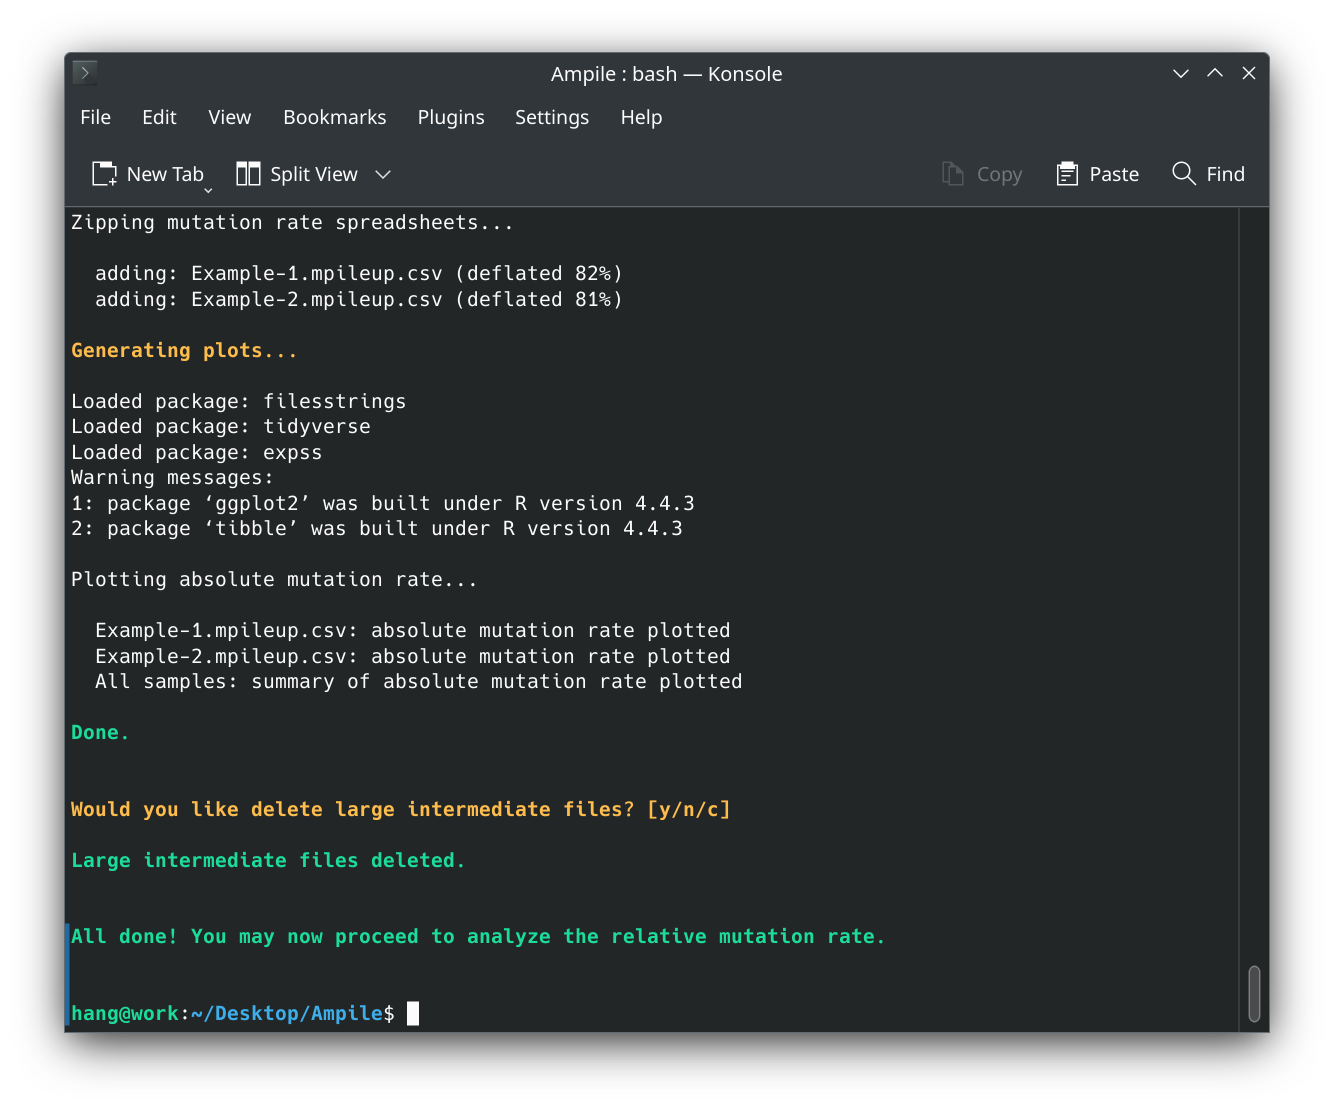 Ampile : bash — Konsole
File Edit View Bookmarks Plugins Settings Help
New Tab Split View Copy Paste Find
Zipping mutation rate spreadsheets...
adding: Example-1.mpileup.csv (deflated 82%)
adding: Example-2.mpileup.csv (deflated 81%)
Generating plots...
Loaded package: filesstrings
Loaded package: tidyverse
Loaded package: expss
Warning messages:
1: package ‘ggplot2’ was built under R version 4.4.3
2: package ‘tibble’ was built under R version 4.4.3
Plotting absolute mutation rate...
Example-1.mpileup.csv: absolute mutation rate plotted
Example-2.mpileup.csv: absolute mutation rate plotted
All samples: summary of absolute mutation rate plotted
Done.
Would you like delete large intermediate files? [y/n/c]
Large intermediate files deleted.
All done! You may now proceed to analyze the relative mutation rate.
hang@work:~/Desktop/Ampile$